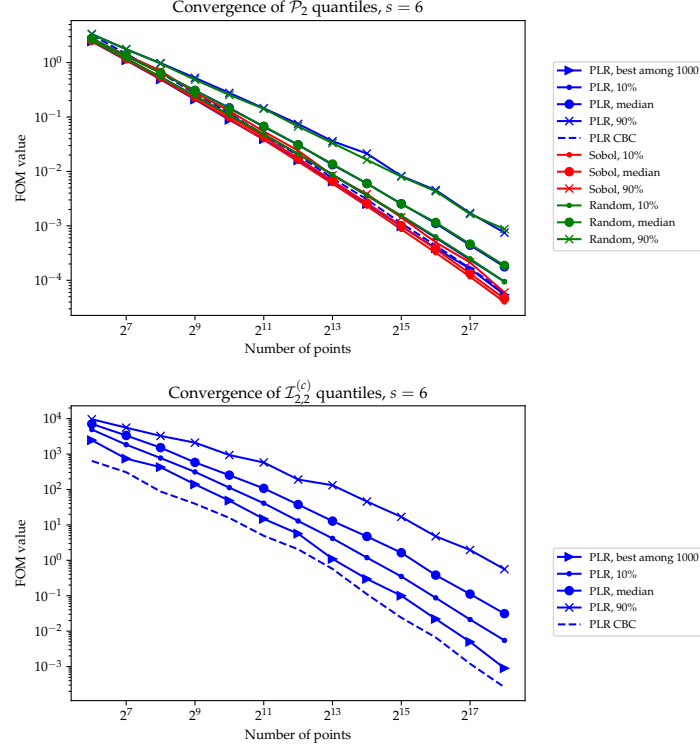 Convergence of 𝒫₂ quantiles, s = 6
FOM value
10⁰
10⁻¹
10⁻²
10⁻³
10⁻⁴
2⁷
2⁹
2¹¹
2¹³
2¹⁵
2¹⁷
Number of points
PLR, best among 1000
PLR, 10%
PLR, median
PLR, 90%
PLR CBC
Sobol, 10%
Sobol, median
Sobol, 90%
Random, 10%
Random, median
Random, 90%
Convergence of ℐ₂,₂⁽ᶜ⁾ quantiles, s = 6
FOM value
10⁴
10³
10²
10¹
10⁰
10⁻¹
10⁻²
10⁻³
2⁷
2⁹
2¹¹
2¹³
2¹⁵
2¹⁷
Number of points
PLR, best among 1000
PLR, 10%
PLR, median
PLR, 90%
PLR CBC